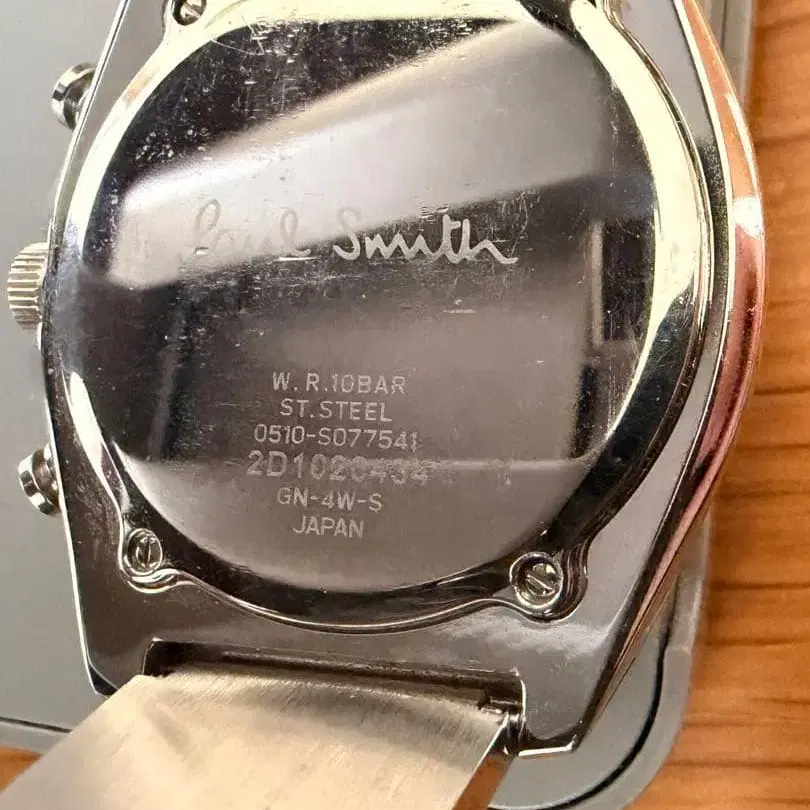 Paul Smith
W.R.10BAR
ST.STEEL
0510-S077541
2D1020434
GN-4W-S
JAPAN